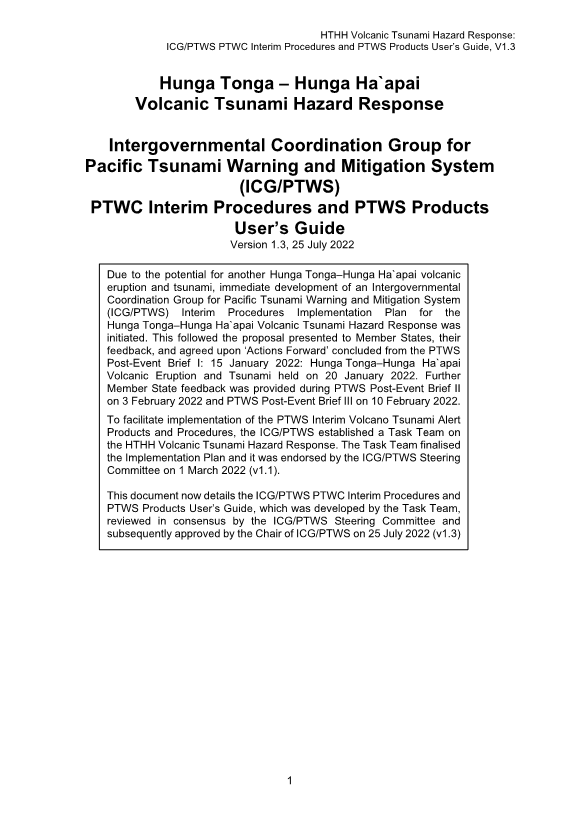 HTHH Volcanic Tsunami Hazard Response:
ICG/PTWS PTWC Interim Procedures and PTWS Products User’s Guide, V1.3
Hunga Tonga – Hunga Ha`apai
Volcanic Tsunami Hazard Response
Intergovernmental Coordination Group for
Pacific Tsunami Warning and Mitigation System
(ICG/PTWS)
PTWC Interim Procedures and PTWS Products
User’s Guide
Version 1.3, 25 July 2022
Due to the potential for another Hunga Tonga–Hunga Ha`apai volcanic
eruption and tsunami, immediate development of an Intergovernmental
Coordination Group for Pacific Tsunami Warning and Mitigation System
(ICG/PTWS) Interim Procedures Implementation Plan for the
Hunga Tonga–Hunga Ha`apai Volcanic Tsunami Hazard Response was
initiated. This followed the proposal presented to Member States, their
feedback, and agreed upon ‘Actions Forward’ concluded from the PTWS
Post-Event Brief I: 15 January 2022: Hunga Tonga–Hunga Ha`apai
Volcanic Eruption and Tsunami held on 20 January 2022. Further
Member State feedback was provided during PTWS Post-Event Brief II
on 3 February 2022 and PTWS Post-Event Brief III on 10 February 2022.
To facilitate implementation of the PTWS Interim Volcano Tsunami Alert
Products and Procedures, the ICG/PTWS established a Task Team on
the HTHH Volcanic Tsunami Hazard Response. The Task Team finalised
the Implementation Plan and it was endorsed by the ICG/PTWS Steering
Committee on 1 March 2022 (v1.1).
This document now details the ICG/PTWS PTWC Interim Procedures and
PTWS Products User’s Guide, which was developed by the Task Team,
reviewed in consensus by the ICG/PTWS Steering Committee and
subsequently approved by the Chair of ICG/PTWS on 25 July 2022 (v1.3)
1